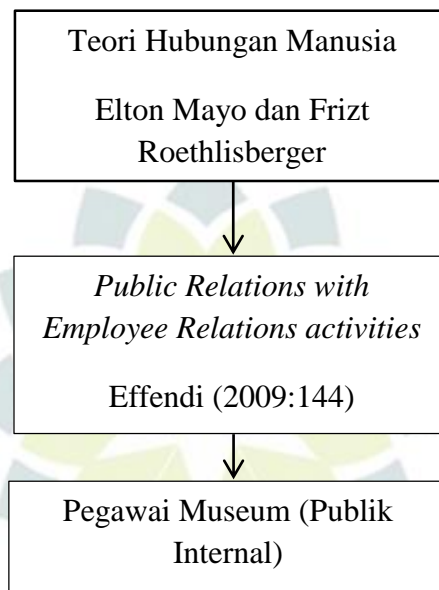 Teori Hubungan Manusia
Elton Mayo dan Frizt
Roethlisberger
Public Relations with
Employee Relations activities
Effendi (2009:144)
Pegawai Museum (Publik
Internal)